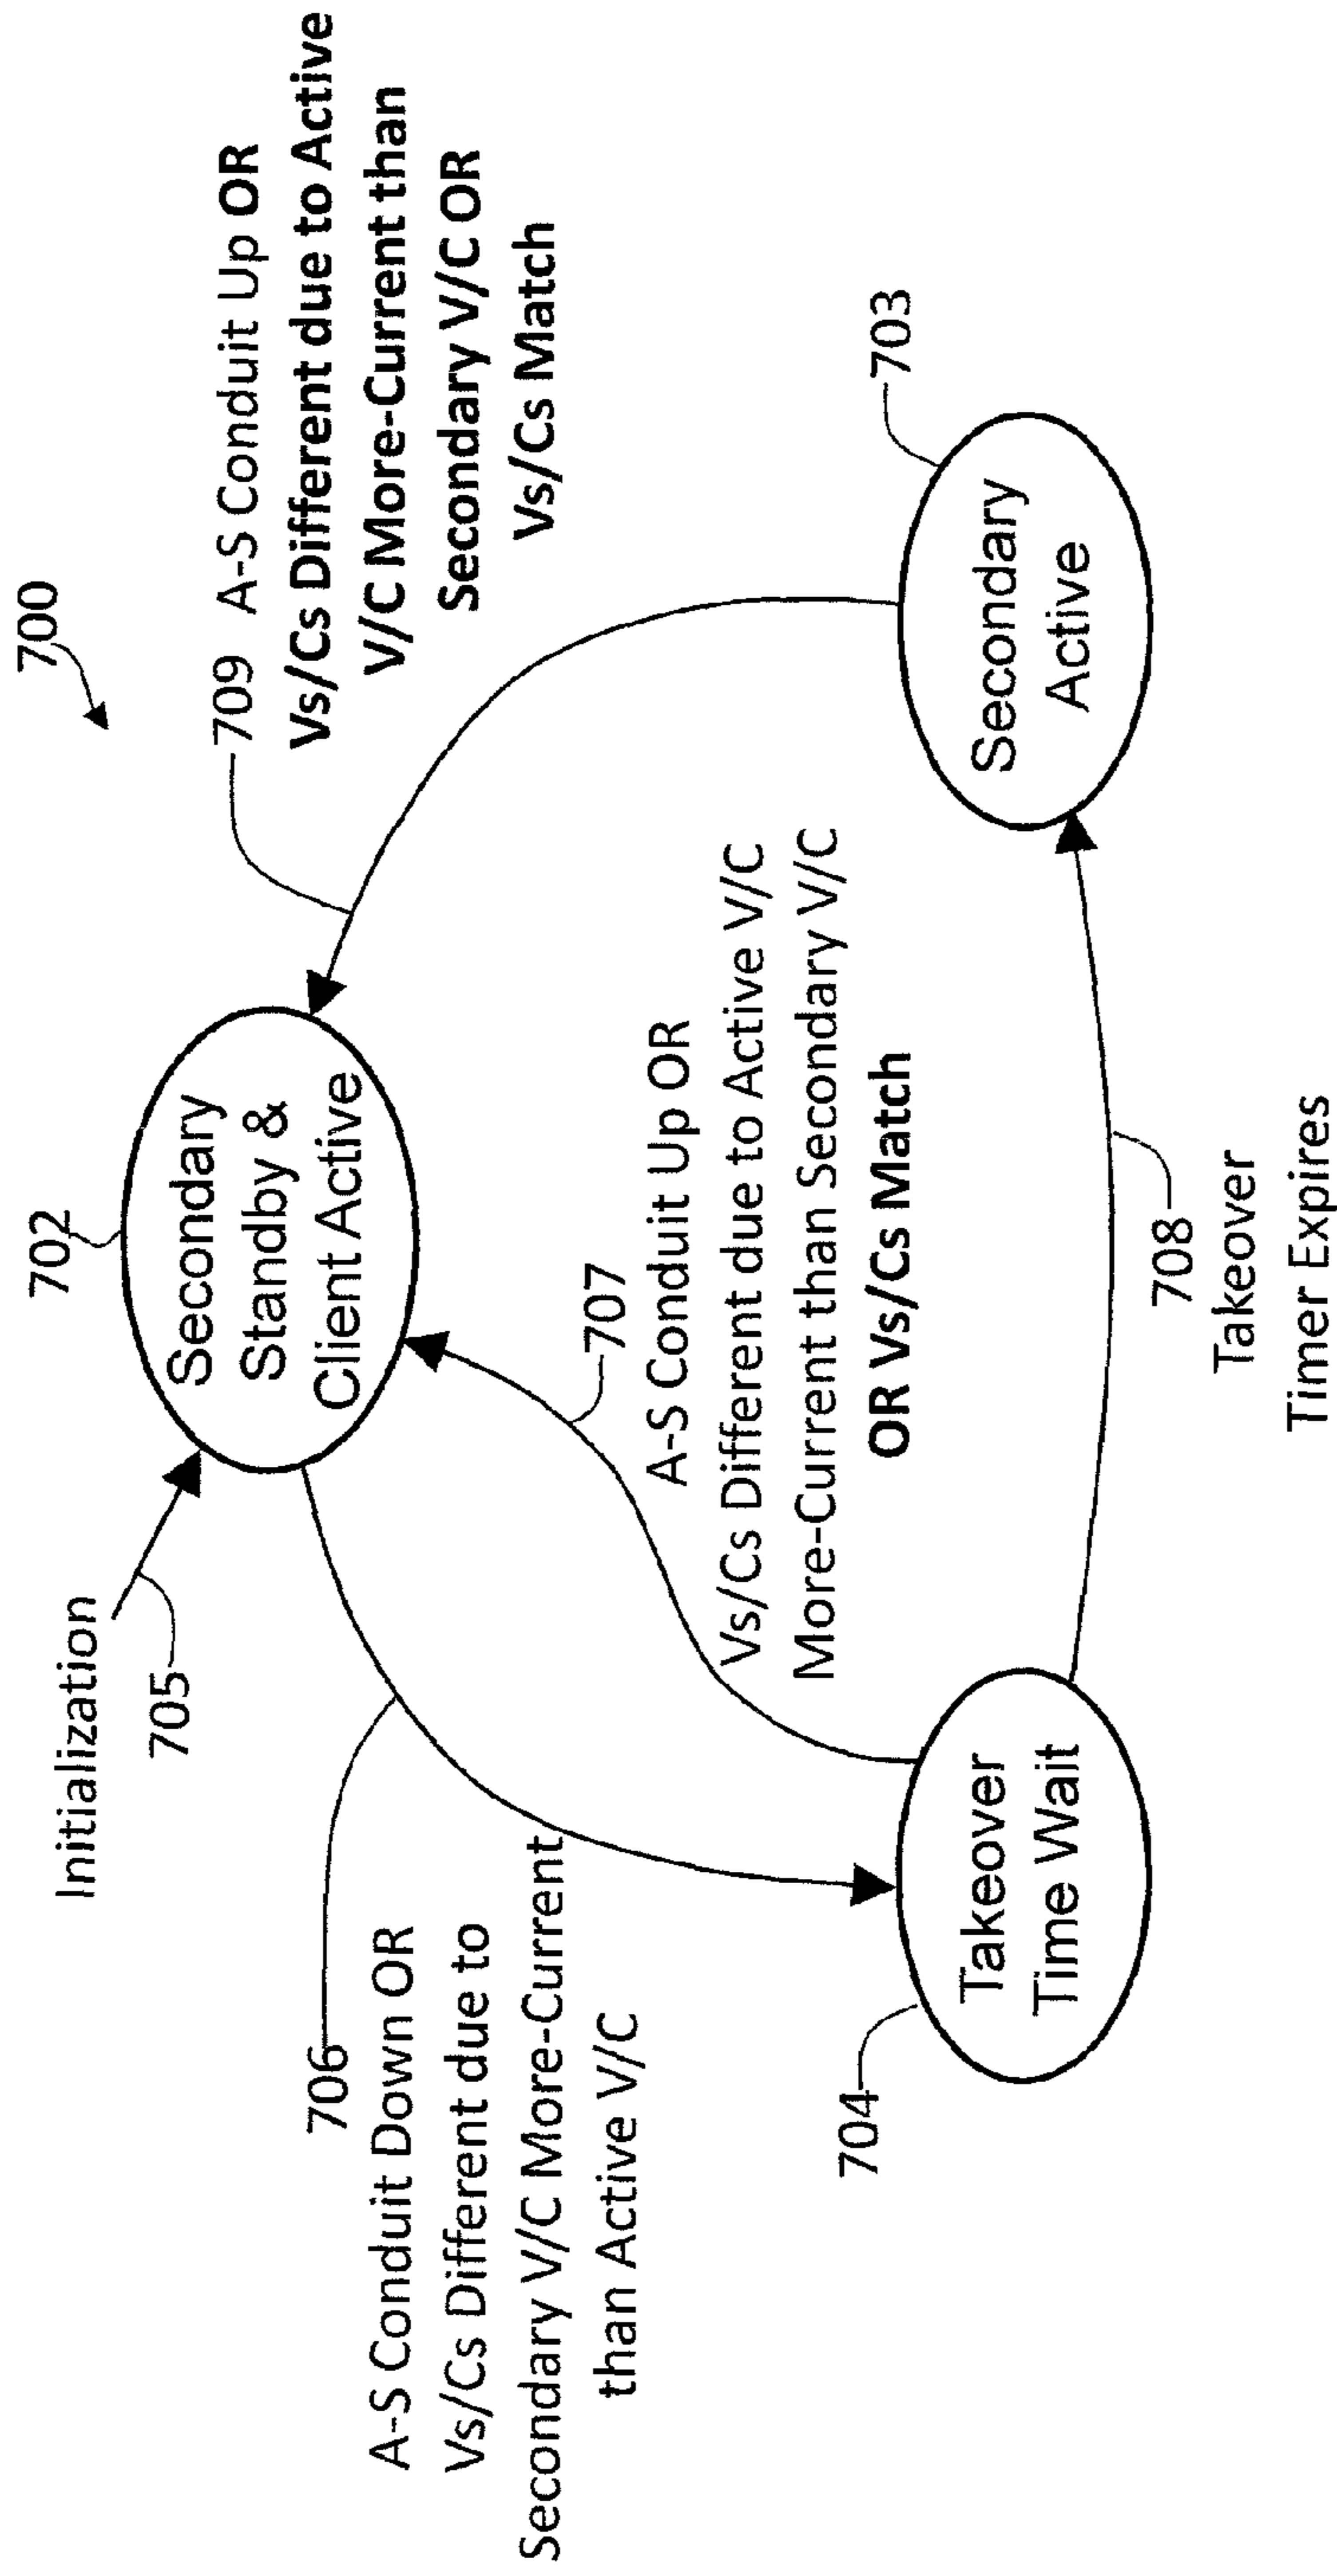 700
Initialization
705
702
Secondary
Standby &
Client Active
709 A-S Conduit Up OR
Vs/Cs Different due to Active
V/C More-Current than
Secondary V/C OR
Vs/Cs Match
706
A-S Conduit Down OR
Vs/Cs Different due to
Secondary V/C More-Current
than Active V/C
707
A-S Conduit Up OR
Vs/Cs Different due to Active V/C
More-Current than Secondary V/C
OR Vs/Cs Match
704
Takeover
Time Wait
703
Secondary
Active
708
Takeover
Timer Expires